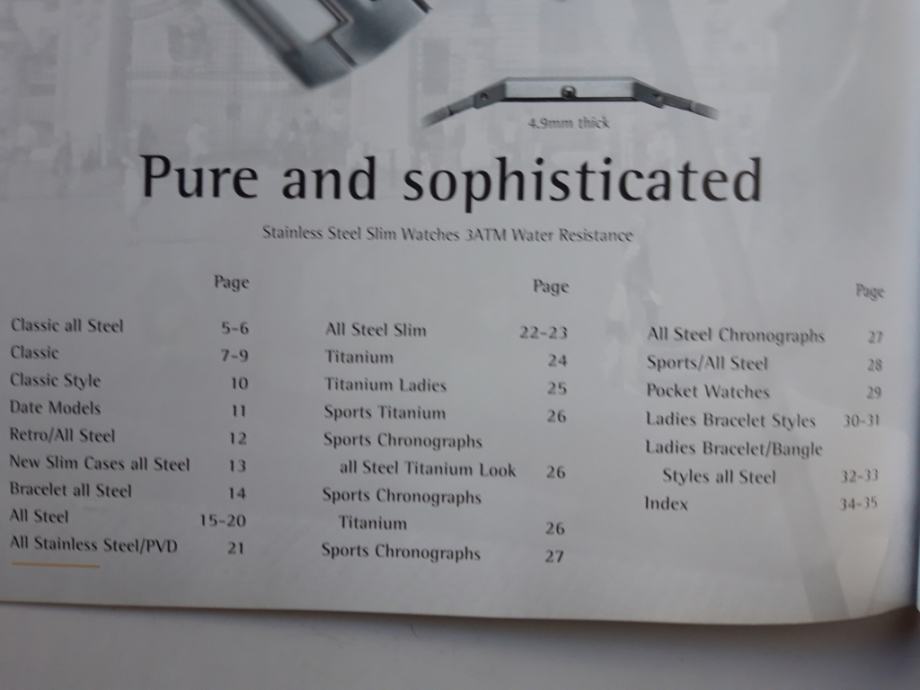 4.9mm thick
Pure and sophisticated
Stainless Steel Slim Watches 3ATM Water Resistance
Page
Classic all Steel 5-6
Classic 7-9
Classic Style 10
Date Models 11
Retro/All Steel 12
New Slim Cases all Steel 13
Bracelet all Steel 14
All Steel 15-20
All Stainless Steel/PVD 21
Page
All Steel Slim 22-23
Titanium 24
Titanium Ladies 25
Sports Titanium 26
Sports Chronographs
all Steel Titanium Look 26
Sports Chronographs
Titanium 26
Sports Chronographs 27
Page
All Steel Chronographs 27
Sports/All Steel 28
Pocket Watches 29
Ladies Bracelet Styles 30-31
Ladies Bracelet/Bangle
Styles all Steel 32-33
Index 34-35